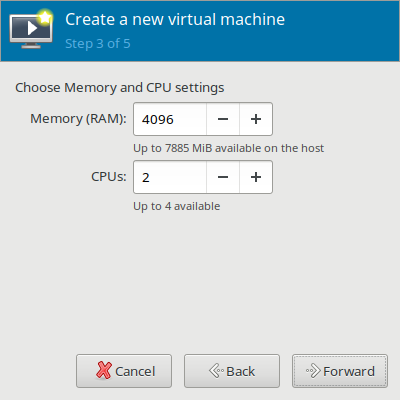 Create a new virtual machine
Step 3 of 5
Choose Memory and CPU settings
Memory (RAM): 4096 − +
Up to 7885 MiB available on the host
CPUs: 2 − +
Up to 4 available
Cancel Back Forward